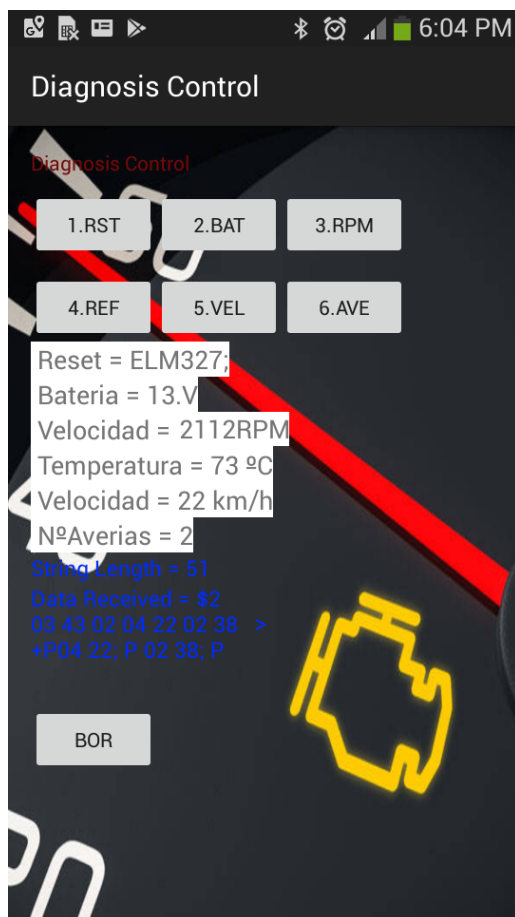 6:04 PM
Diagnosis Control
Diagnosis Control
1.RST 2.BAT 3.RPM
4.REF 5.VEL 6.AVE
Reset = ELM327;
Bateria = 13.V
Velocidad = 2112RPM
Temperatura = 73 ºC
Velocidad = 22 km/h
NºAverias = 2
String Length = 51
Data Received = $2
03 43 02 04 22 02 38 >
+P04 22; P 02 38; P
BOR